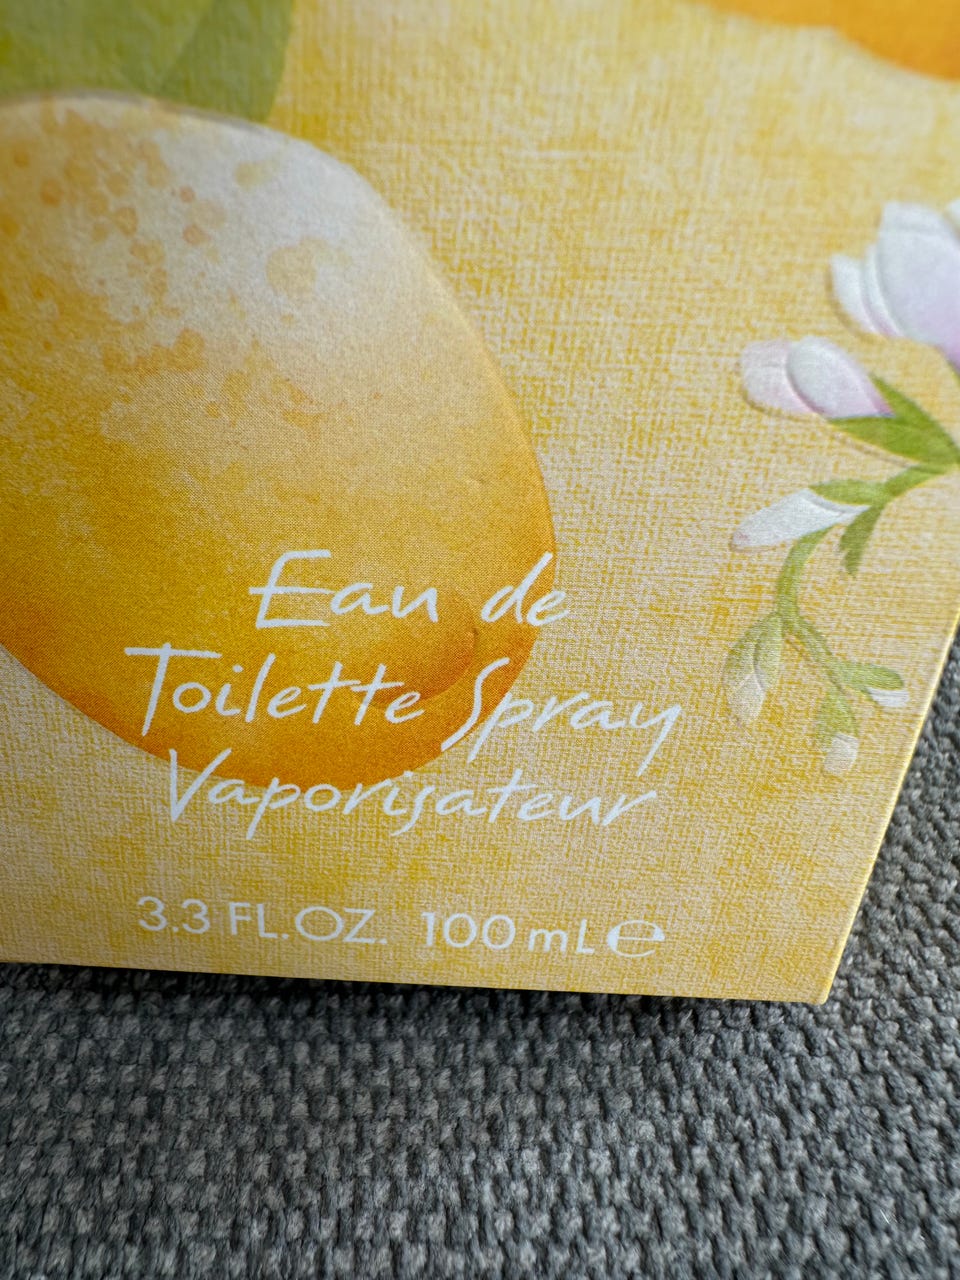 Eau de
Toilette Spray
Vaporisateur
3.3 FL.OZ. 100 mL ℮